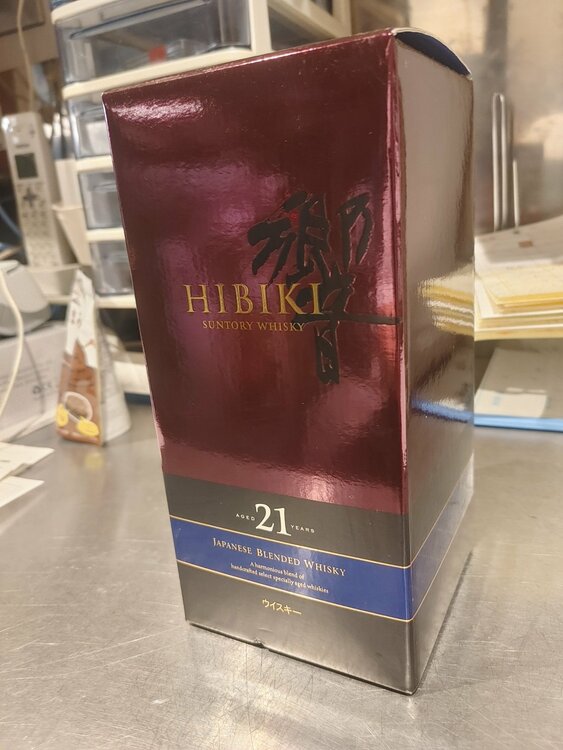 響
HIBIKI
SUNTORY WHISKY
AGED 21 YEARS
JAPANESE BLENDED WHISKY
A harmonious blend of
handcrafted select specially aged whiskies
ウイスキー